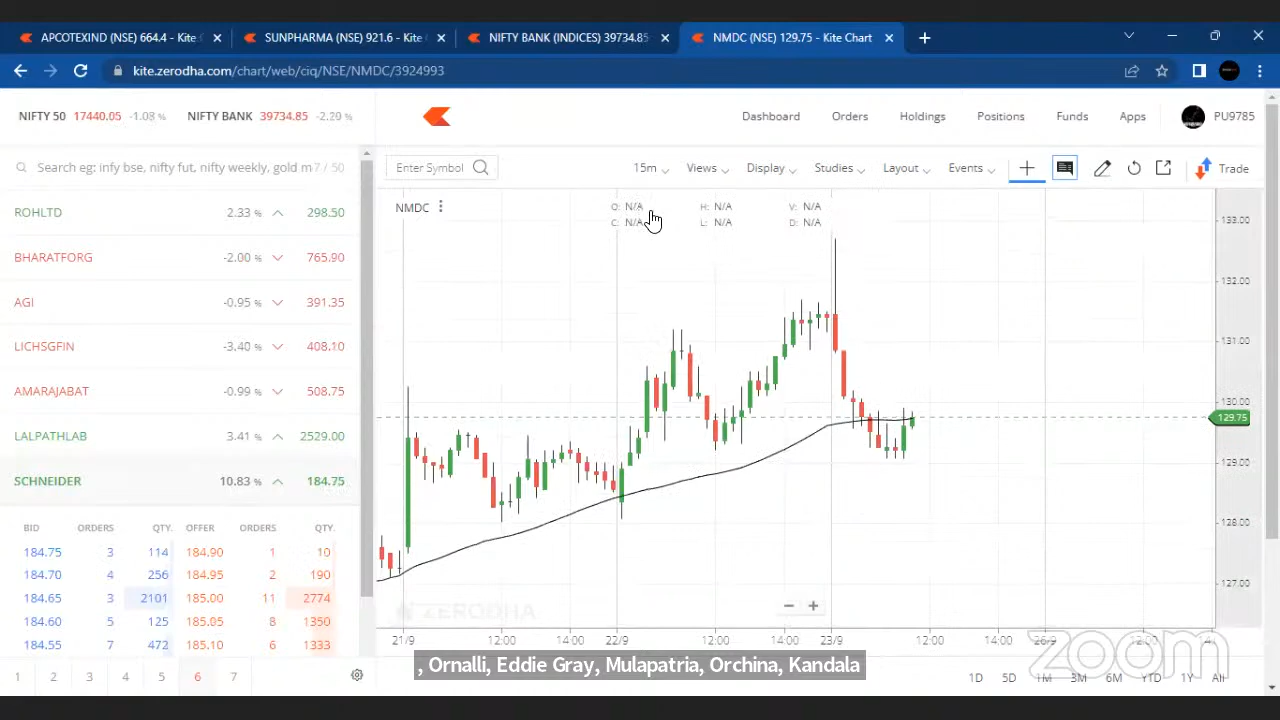 APCOTEXIND (NSE) 664.4 - Kite C
SUNPHARMA (NSE) 921.6 - Kite C
NIFTY BANK (INDICES) 39734.85
NMDC (NSE) 129.75 - Kite Chart
kite.zerodha.com/chart/web/ciq/NSE/NMDC/3924993
NIFTY 50 17440.05 -1.08 % NIFTY BANK 39734.85 -2.20 %
Dashboard Orders Holdings Positions Funds Apps PU9785
Search eg: infy bse, nifty fut, nifty weekly, gold m 7 / 50
Enter Symbol 15m Views Display Studies Layout Events Trade
ROHLTD 2.33 % 298.50
BHARATFORG -2.00 % 765.90
AGI -0.95 % 391.35
LICHSGFIN -3.40 % 408.10
AMARAJABAT -0.99 % 508.75
LALPATHLAB 3.41 % 2529.00
SCHNEIDER 10.83 % 184.75
BID ORDERS QTY. OFFER ORDERS QTY.
184.75 3 114 184.90 1 10
184.70 4 256 184.95 2 190
184.65 3 2101 185.00 11 2774
184.60 5 125 185.05 8 1350
184.55 7 472 185.10 6 1333
1 2 3 4 5 6 7
NMDC
O: N/A H: N/A V: N/A
C: N/A L: N/A D: N/A
133.00
132.00
131.00
130.00
129.75
129.00
128.00
127.00
ZERODHA
21/9 12:00 14:00 22/9 12:00 14:00 23/9 12:00 14:00 26/9 12:00
zoom
, Ornalli, Eddie Gray, Mulapatria, Orchina, Kandala
1D 5D 1M 3M 6M YTD 1Y All